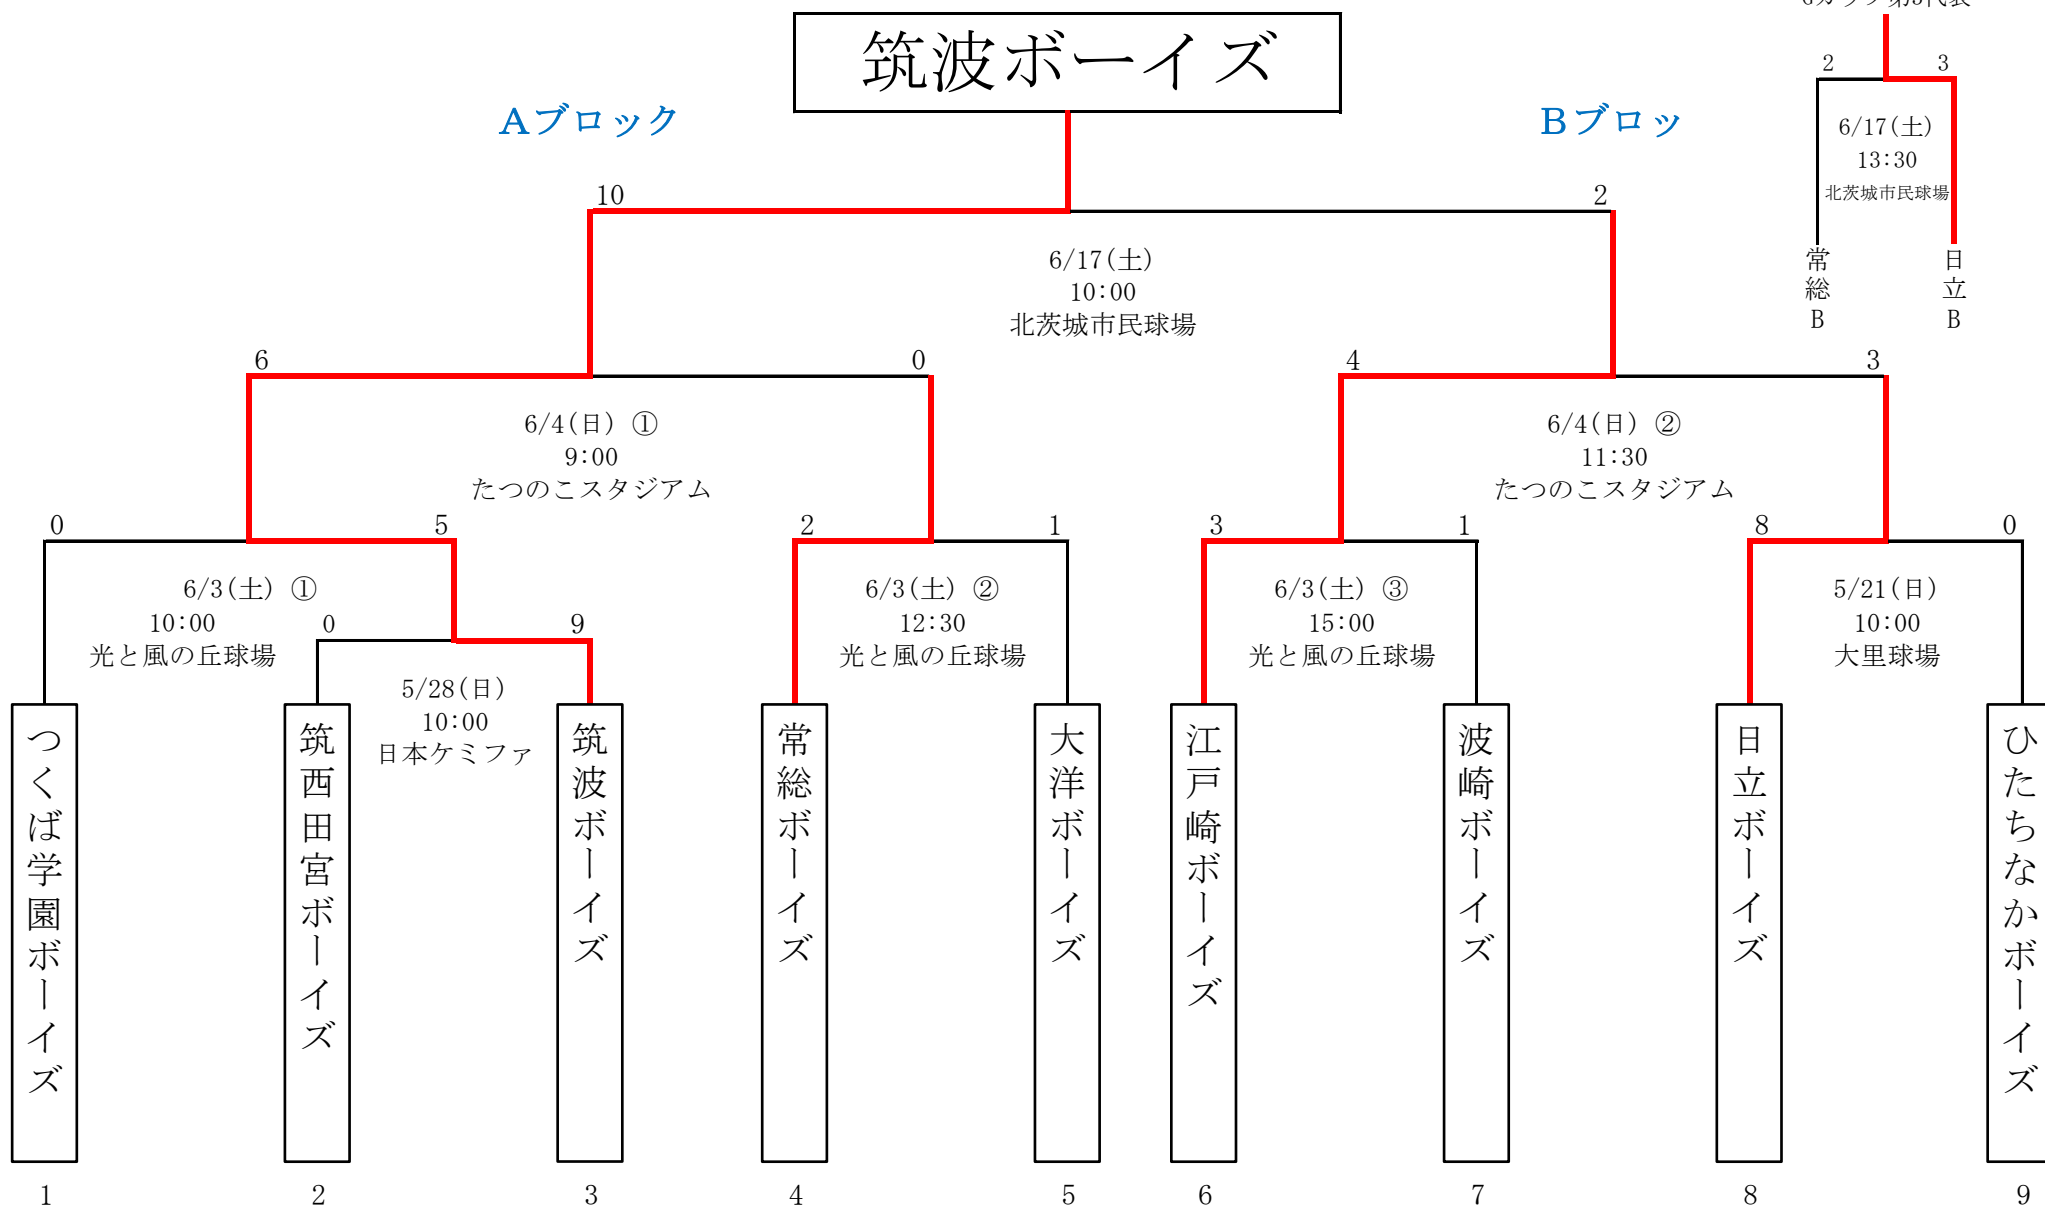 筑波ボーイズ
Aブロック
Bブロッ
2
3
6/17(土)
13:30
北茨城市民球場
常総B
日立B
10
2
6/17(土)
10:00
北茨城市民球場
6
0
4
3
6/4(日) ①
9:00
たつのこスタジアム
6/4(日) ②
11:30
たつのこスタジアム
0
5
2
1
3
1
8
0
6/3(土) ①
10:00
光と風の丘球場
0
9
5/28(日)
10:00
日本ケミファ
6/3(土) ②
12:30
光と風の丘球場
6/3(土) ③
15:00
光と風の丘球場
5/21(日)
10:00
大里球場
つくば学園ボーイズ
筑西田宮ボーイズ
筑波ボーイズ
常総ボーイズ
大洋ボーイズ
江戸崎ボーイズ
波崎ボーイズ
日立ボーイズ
ひたちなかボーイズ
1
2
3
4
5
6
7
8
9